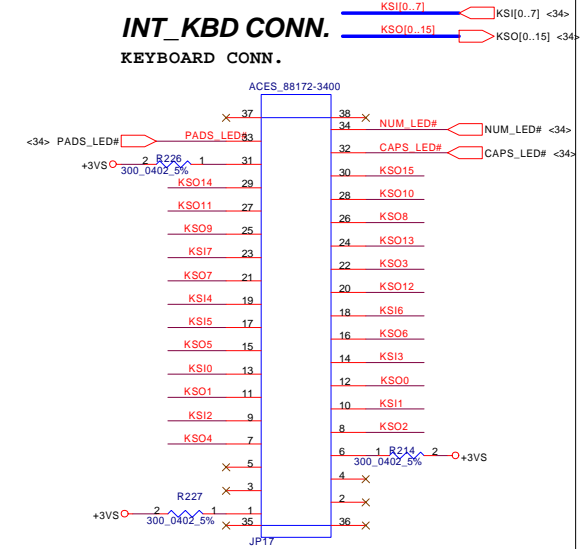 INT_KBD CONN.
KSI[0..7] KSI[0..7] <34>
KSO[0..15] KSO[0..15] <34>
KEYBOARD CONN.
ACES_88172-3400
37 38
34 NUM_LED# NUM_LED# <34>
<34> PADS_LED# PADS_LED# 33
32 CAPS_LED# CAPS_LED# <34>
+3VS 2 R226 1 31
300_0402_5%
30 KSO15
KSO14 29
28 KSO10
KSO11 27
26 KSO8
KSO9 25
24 KSO13
KSI7 23
22 KSO3
KSO7 21
20 KSO12
KSI4 19
18 KSI6
KSI5 17
16 KSO6
KSO5 15
14 KSI3
KSI0 13
12 KSO0
KSO1 11
10 KSI1
KSI2 9
8 KSO2
KSO4 7
6 1 R214 2 +3VS
300_0402_5%
5
4
3
2
R227
+3VS 2 1 1
300_0402_5%
35 36
JP17